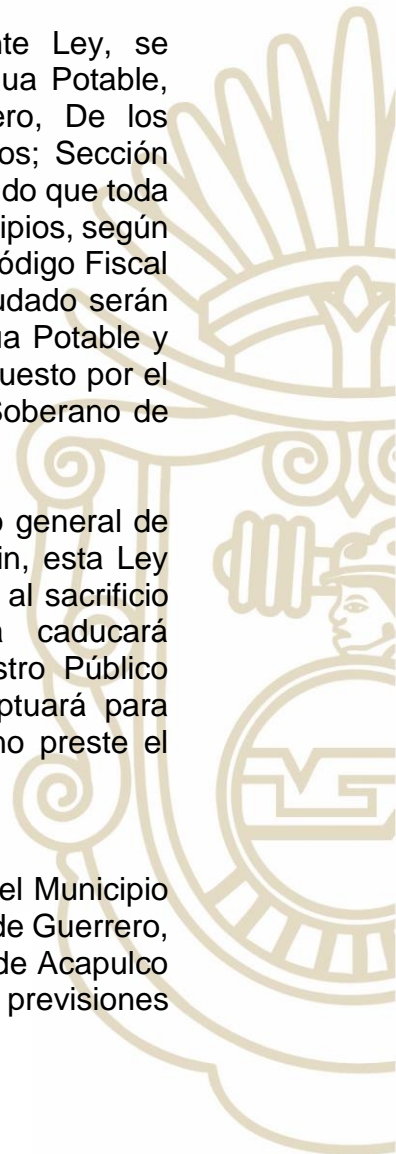 nte Ley, se
ua Potable,
ero, De los
os; Sección
do que toda
ipios, según
ódigo Fiscal
udado serán
ua Potable y
uesto por el
Soberano de
o general de
in, esta Ley
al sacrificio
a caducará
stro Público
ptuará para
no preste el
el Municipio
de Guerrero,
de Acapulco
previsiones